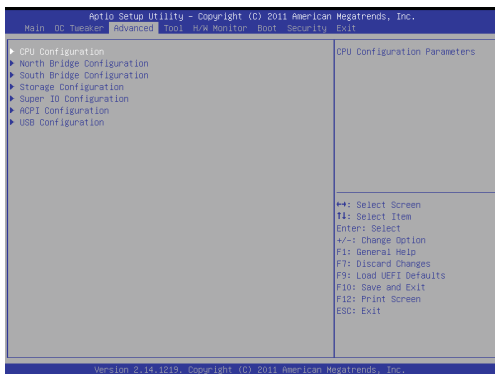 Aptio Setup Utility – Copyright (C) 2011 American Megatrends, Inc.
Main OC Tweaker Advanced Tool H/W Monitor Boot Security Exit
CPU Configuration
North Bridge Configuration
South Bridge Configuration
Storage Configuration
Super IO Configuration
ACPI Configuration
USB Configuration
CPU Configuration Parameters
↔: Select Screen
↑↓: Select Item
Enter: Select
+/-: Change Option
F1: General Help
F7: Discard Changes
F9: Load UEFI Defaults
F10: Save and Exit
F12: Print Screen
ESC: Exit
Version 2.14.1219. Copyright (C) 2011 American Megatrends, Inc.